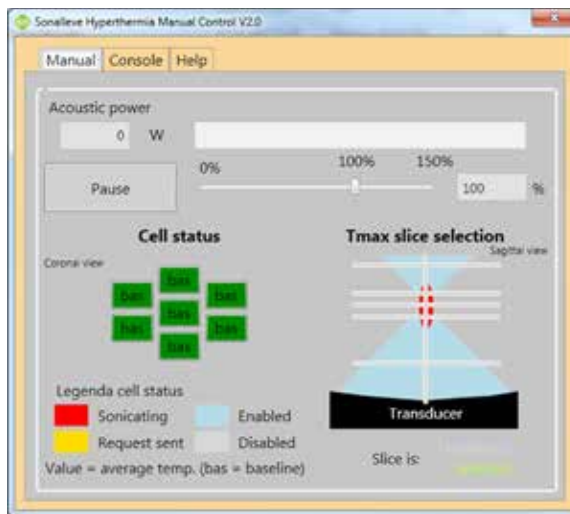 Sonalleve Hyperthermia Manual Control V2.0
Manual Console Help
Acoustic power
0 W
0% 100% 150%
Pause
100 %
Cell status
Tmax slice selection
Coronal view
Sagittal view
bas
bas bas
bas
bas bas
bas
Legenda cell status
Sonicating Enabled
Request sent Disabled
Transducer
Value = average temp. (bas = baseline)
Slice is: